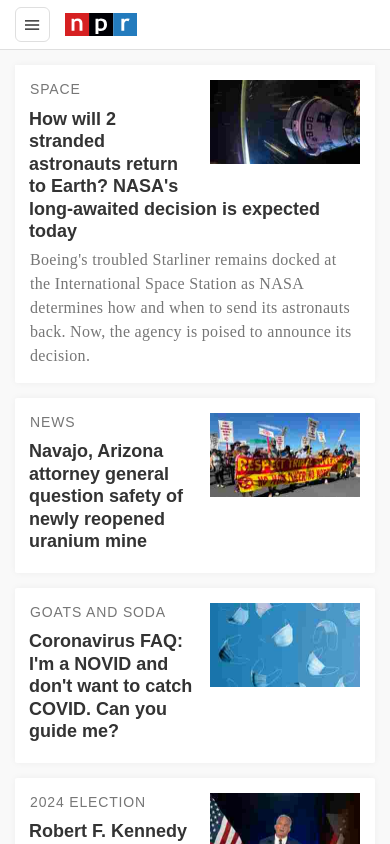 npr
SPACE
How will 2
stranded
astronauts return
to Earth? NASA's
long-awaited decision is expected
today
Boeing's troubled Starliner remains docked at
the International Space Station as NASA
determines how and when to send its astronauts
back. Now, the agency is poised to announce its
decision.
NEWS
Navajo, Arizona
attorney general
question safety of
newly reopened
uranium mine
RESPECT TRIBAL
GOATS AND SODA
Coronavirus FAQ:
I'm a NOVID and
don't want to catch
COVID. Can you
guide me?
2024 ELECTION
Robert F. Kennedy